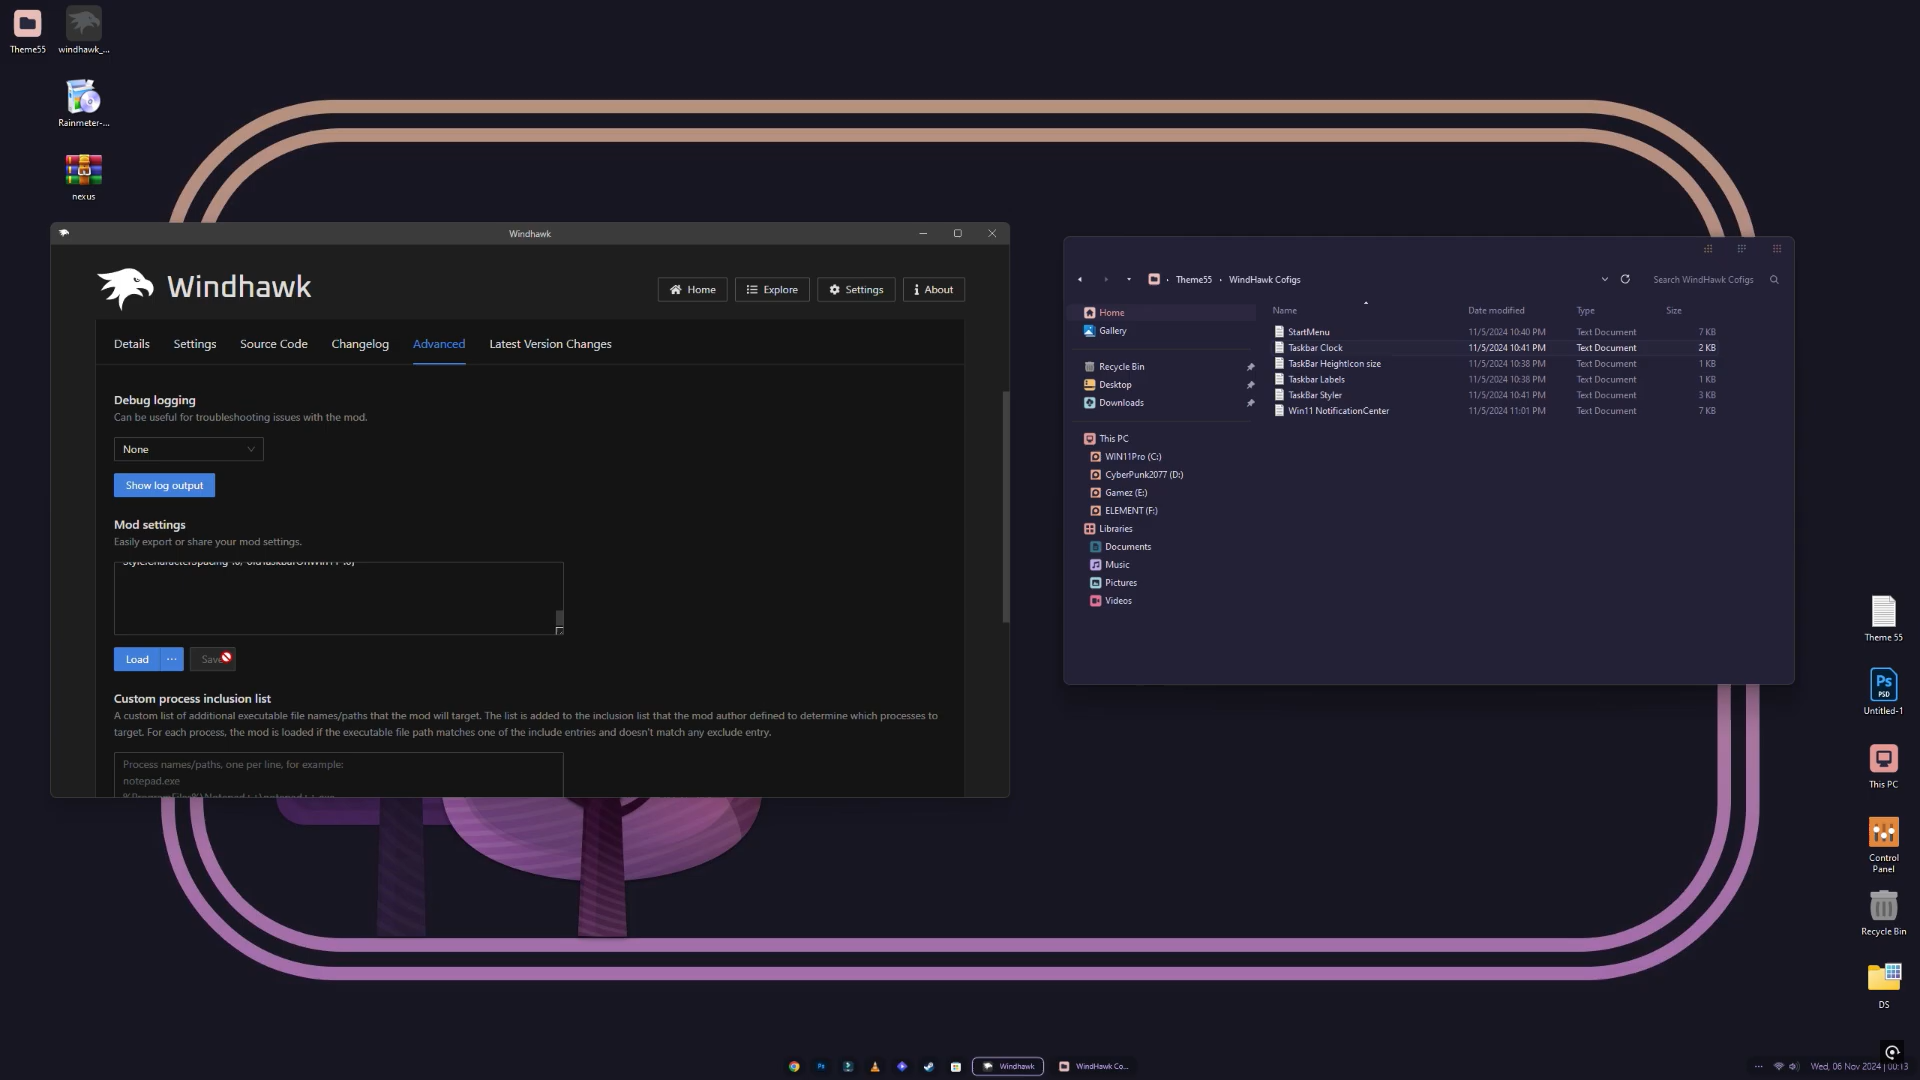 Theme55
windhawk_...
Rainmeter-...
nexus
Windhawk
Windhawk
Home
Explore
Settings
About
Details
Settings
Source Code
Changelog
Advanced
Latest Version Changes
Debug logging
Can be useful for troubleshooting issues with the mod.
None
Show log output
Mod settings
Easily export or share your mod settings.
Load
...
Save
Custom process inclusion list
A custom list of additional executable file names/paths that the mod will target. The list is added to the inclusion list that the mod author defined to determine which processes to
target. For each process, the mod is loaded if the executable file path matches one of the include entries and doesn't match any exclude entry.
Process names/paths, one per line, for example:
notepad.exe
Theme55
WindHawk Cofigs
Search WindHawk Cofigs
Home
Gallery
Recycle Bin
Desktop
Downloads
This PC
WIN11Pro (C:)
CyberPunk2077 (D:)
Gamez (E:)
ELEMENT (F:)
Libraries
Documents
Music
Pictures
Videos
Name Date modified Type Size
StartMenu 11/5/2024 10:40 PM Text Document 7 KB
Taskbar Clock 11/5/2024 10:41 PM Text Document 2 KB
TaskBar HeightIcon size 11/5/2024 10:38 PM Text Document 1 KB
Taskbar Labels 11/5/2024 10:38 PM Text Document 1 KB
TaskBar Styler 11/5/2024 10:41 PM Text Document 3 KB
Win11 NotificationCenter 11/5/2024 11:01 PM Text Document 7 KB
Theme 55
Ps
PSD
Untitled-1
This PC
Control
Panel
Recycle Bin
DS
Ps
Windhawk
WindHawk Co...
Wed, 06 Nov 2024 | 00:13